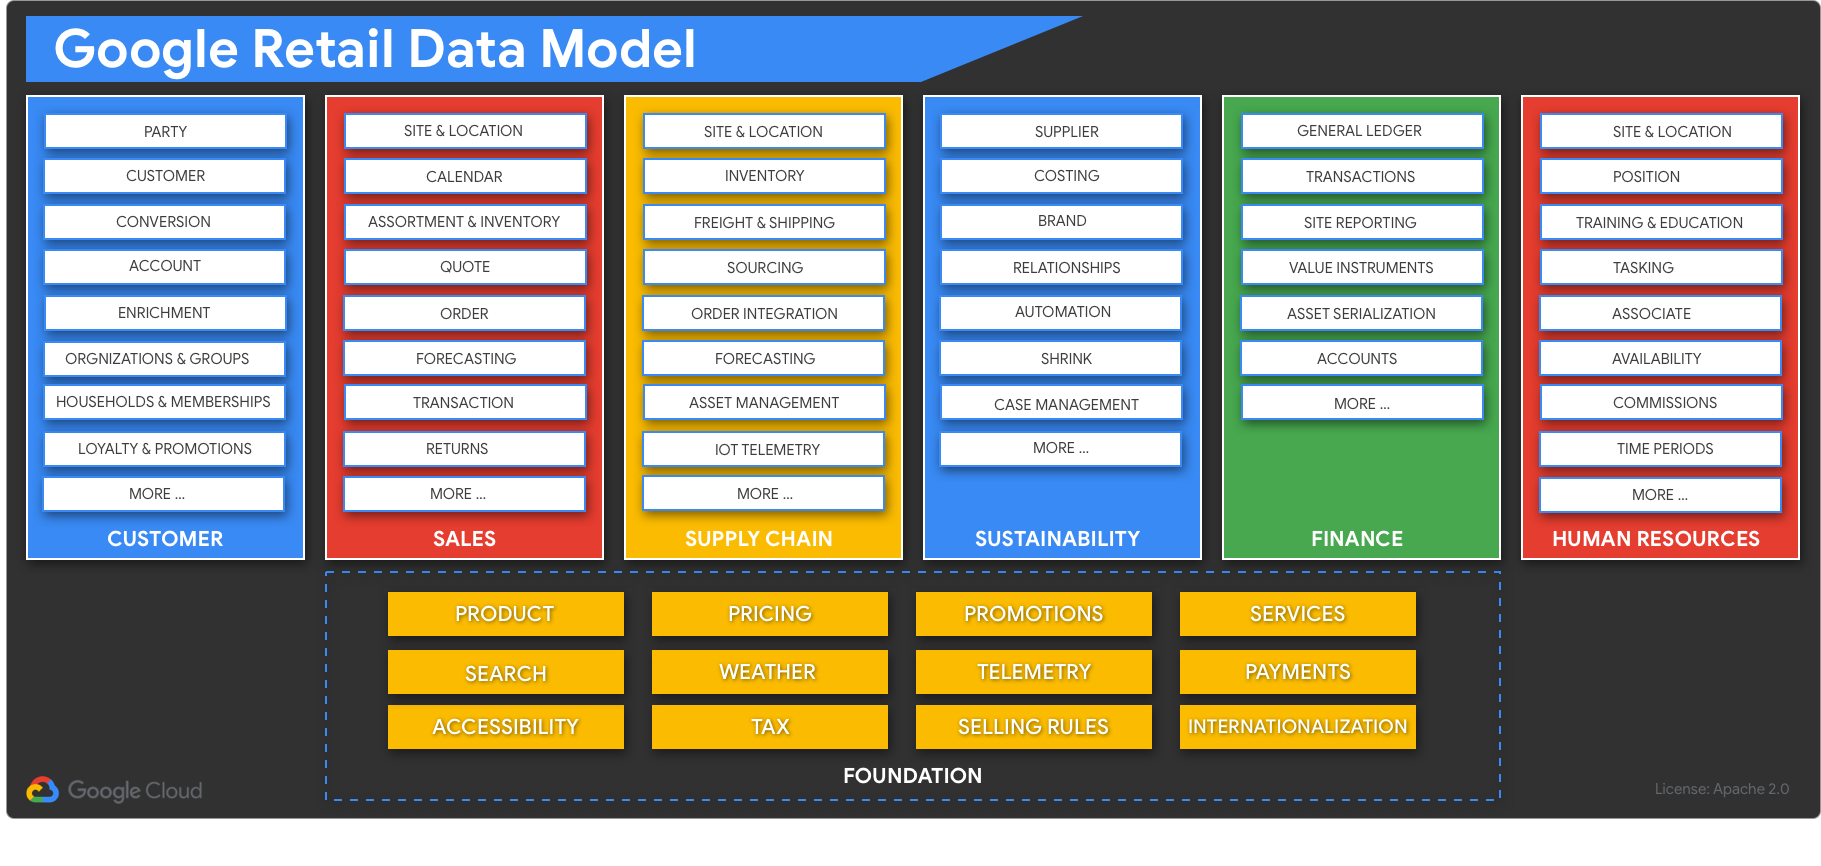 Google Retail Data Model
PARTY
CUSTOMER
CONVERSION
ACCOUNT
ENRICHMENT
ORGNIZATIONS & GROUPS
HOUSEHOLDS & MEMBERSHIPS
LOYALTY & PROMOTIONS
MORE ...
CUSTOMER
SITE & LOCATION
CALENDAR
ASSORTMENT & INVENTORY
QUOTE
ORDER
FORECASTING
TRANSACTION
RETURNS
MORE ...
SALES
SITE & LOCATION
INVENTORY
FREIGHT & SHIPPING
SOURCING
ORDER INTEGRATION
FORECASTING
ASSET MANAGEMENT
IOT TELEMETRY
MORE ...
SUPPLY CHAIN
SUPPLIER
COSTING
BRAND
RELATIONSHIPS
AUTOMATION
SHRINK
CASE MANAGEMENT
MORE ...
SUSTAINABILITY
GENERAL LEDGER
TRANSACTIONS
SITE REPORTING
VALUE INSTRUMENTS
ASSET SERIALIZATION
ACCOUNTS
MORE ...
FINANCE
SITE & LOCATION
POSITION
TRAINING & EDUCATION
TASKING
ASSOCIATE
AVAILABILITY
COMMISSIONS
TIME PERIODS
MORE ...
HUMAN RESOURCES
PRODUCT
PRICING
PROMOTIONS
SERVICES
SEARCH
WEATHER
TELEMETRY
PAYMENTS
ACCESSIBILITY
TAX
SELLING RULES
INTERNATIONALIZATION
FOUNDATION
Google Cloud
License: Apache 2.0